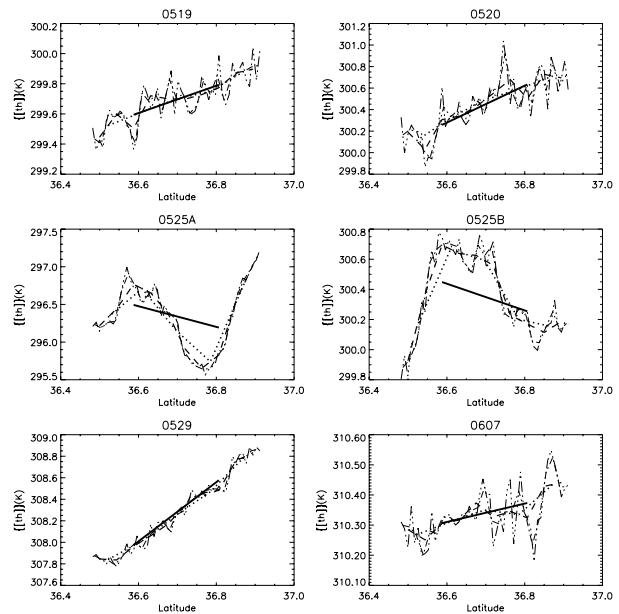 0519
0520
300.2
300.0
299.8
299.6
299.4
299.2
{[[th]](K)
36.4 36.6 36.8 37.0
Latitude
301.2
301.0
300.8
300.6
300.4
300.2
300.0
299.8
{[[th]](K)
36.4 36.6 36.8 37.0
Latitude
0525A
0525B
297.5
297.0
296.5
296.0
295.5
{[[th]](K)
36.4 36.6 36.8 37.0
Latitude
300.8
300.6
300.4
300.2
300.0
299.8
{[[th]](K)
36.4 36.6 36.8 37.0
Latitude
0529
0607
309.0
308.8
308.6
308.4
308.2
308.0
307.8
307.6
{[[th]](K)
36.4 36.6 36.8 37.0
Latitude
310.60
310.50
310.40
310.30
310.20
310.10
{[[th]](K)
36.4 36.6 36.8 37.0
Latitude